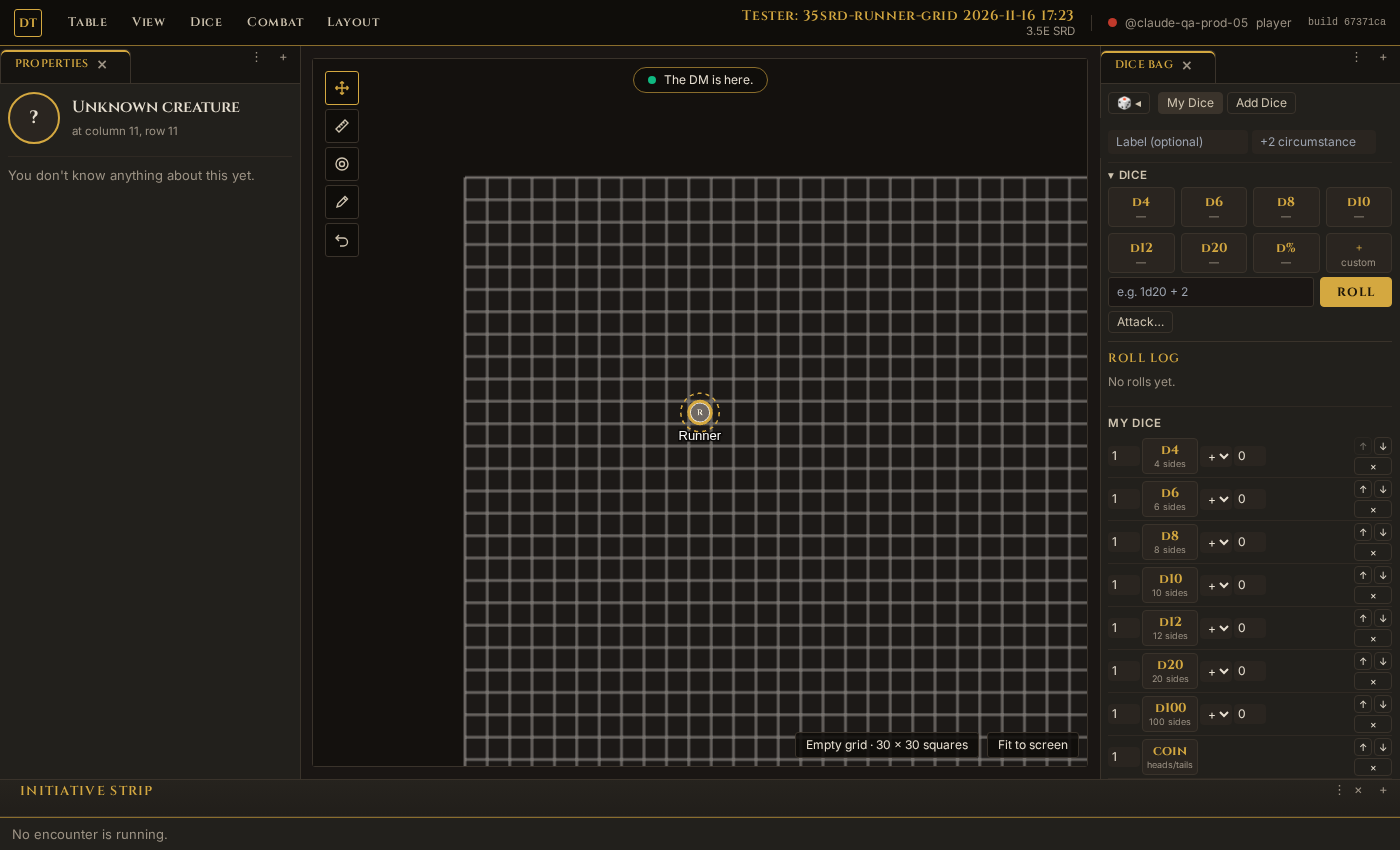 DT
TABLE VIEW DICE COMBAT LAYOUT
TESTER: 35SRD-RUNNER-GRID 2026-11-16 17:23
3.5E SRD
@claude-qa-prod-05 player
build 67371ca
PROPERTIES
?
UNKNOWN CREATURE
at column 11, row 11
You don't know anything about this yet.
The DM is here.
R
Runner
Empty grid · 30 × 30 squares
Fit to screen
DICE BAG
My Dice
Add Dice
Label (optional)
+2 circumstance
▾ DICE
D4 —
D6 —
D8 —
D10 —
D12 —
D20 —
D% —
+ custom
e.g. 1d20 + 2
ROLL
Attack...
ROLL LOG
No rolls yet.
MY DICE
1 D4 4 sides + 0
1 D6 6 sides + 0
1 D8 8 sides + 0
1 D10 10 sides + 0
1 D12 12 sides + 0
1 D20 20 sides + 0
1 D100 100 sides + 0
1 COIN heads/tails
INITIATIVE STRIP
No encounter is running.